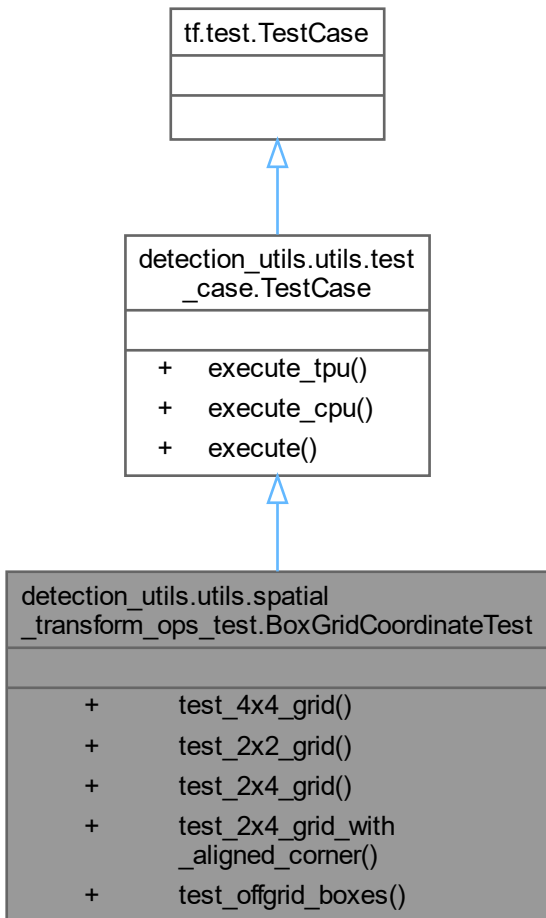 tf.test.TestCase
detection_utils.utils.test
_case.TestCase
+ execute_tpu()
+ execute_cpu()
+ execute()
detection_utils.utils.spatial
_transform_ops_test.BoxGridCoordinateTest
+ test_4x4_grid()
+ test_2x2_grid()
+ test_2x4_grid()
+ test_2x4_grid_with
_aligned_corner()
+ test_offgrid_boxes()